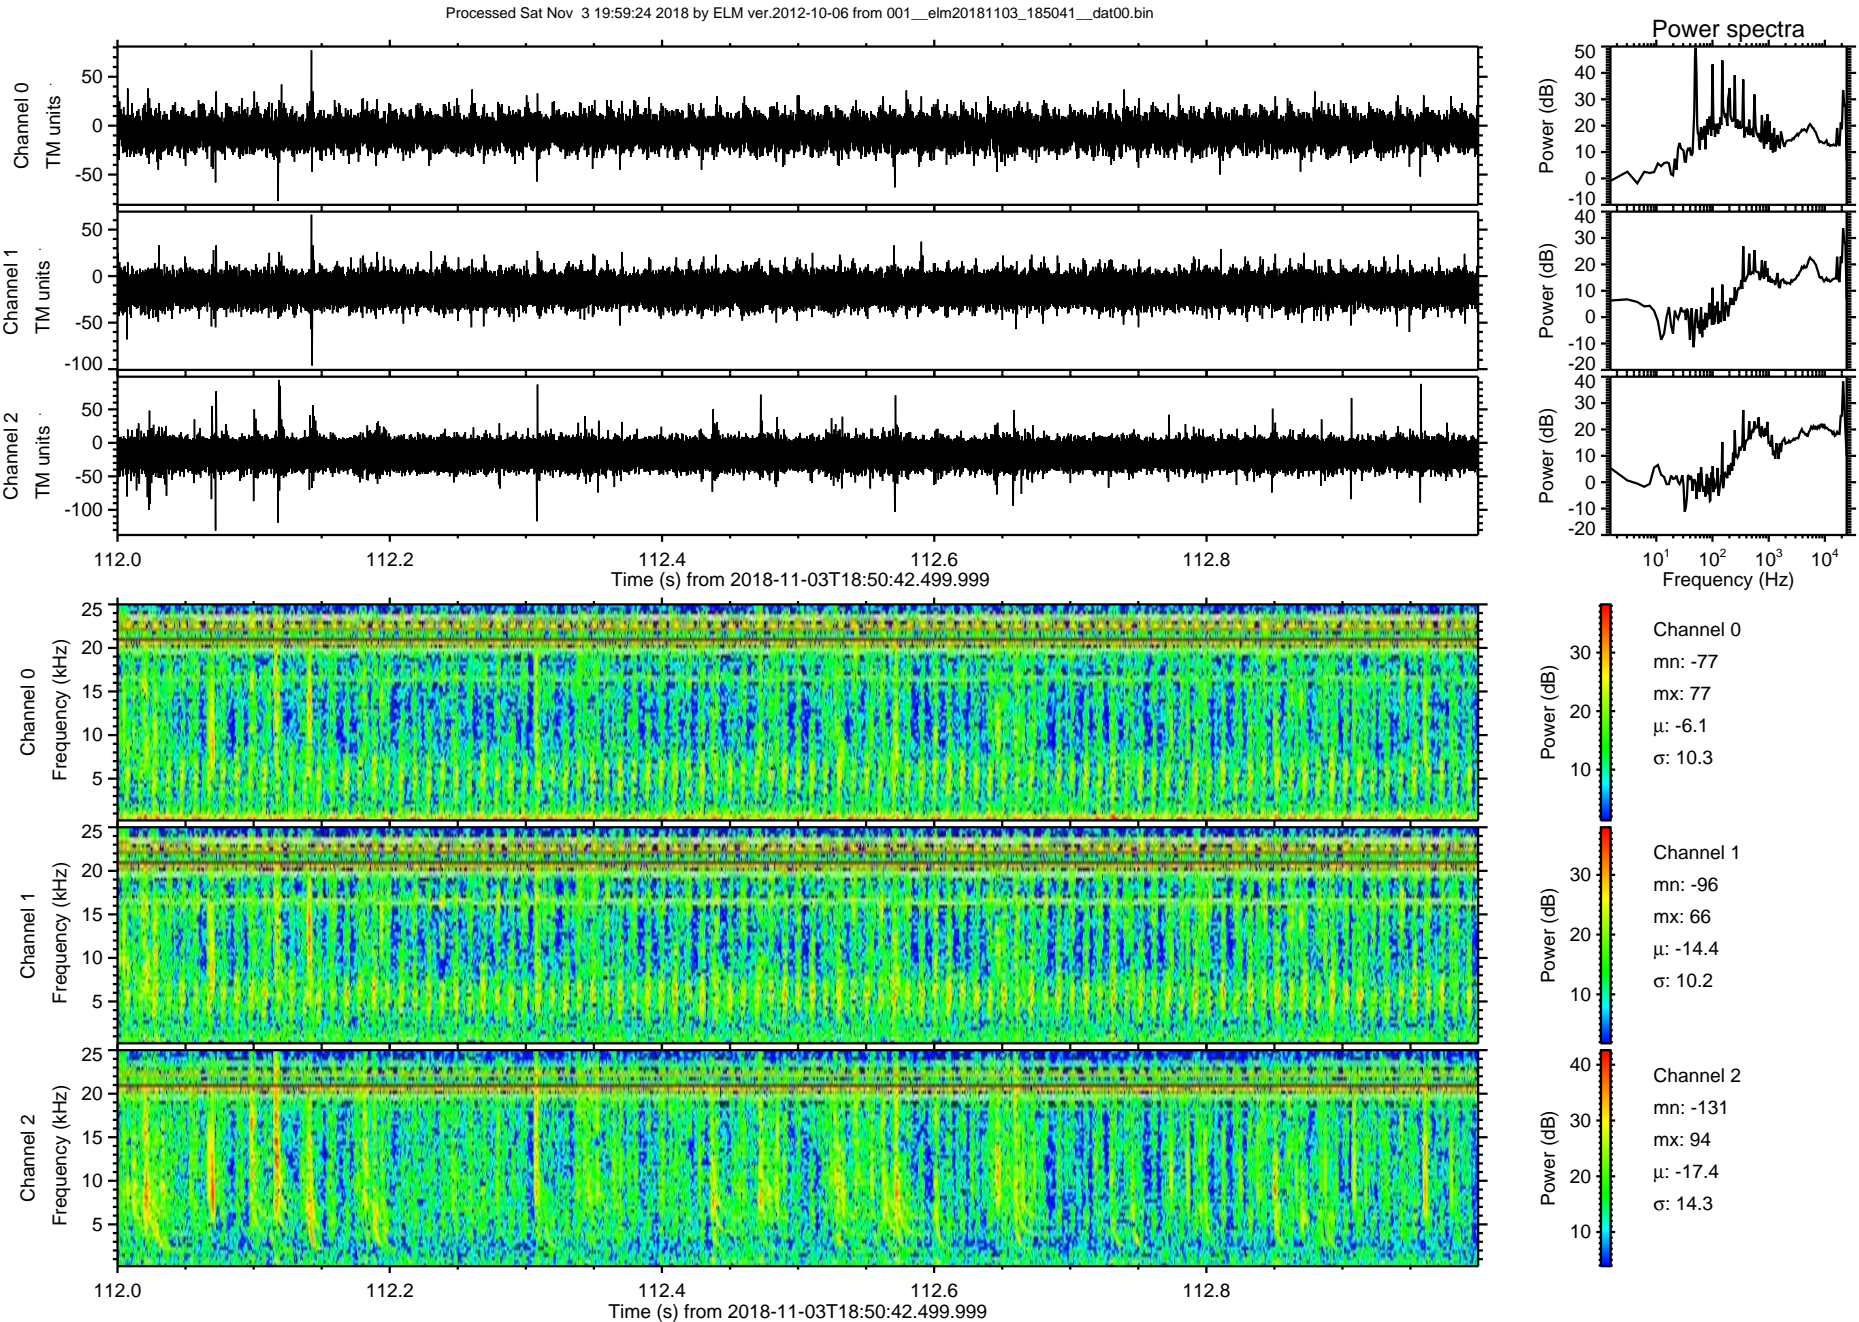 Processed Sat Nov  3 19:59:24 2018 by ELM ver.2012-10-06 from 001__elm20181103_185041__dat00.bin
Power spectra
Channel 0
TM units
50
0
-50
Power (dB)
50
40
30
20
10
0
-10
Channel 1
TM units
50
0
-50
-100
Power (dB)
40
30
20
10
0
-10
-20
Channel 2
TM units
50
0
-50
-100
Power (dB)
40
30
20
10
0
-10
-20
112.0 112.2 112.4 112.6 112.8
Time (s) from 2018-11-03T18:50:42.499.999
10^1 10^2 10^3 10^4
Frequency (Hz)
Channel 0
Frequency (kHz)
25
20
15
10
5
Power (dB)
30
20
10
Channel 0
mn: -77
mx: 77
μ: -6.1
σ: 10.3
Channel 1
Frequency (kHz)
25
20
15
10
5
Power (dB)
30
20
10
Channel 1
mn: -96
mx: 66
μ: -14.4
σ: 10.2
Channel 2
Frequency (kHz)
25
20
15
10
5
Power (dB)
40
30
20
10
Channel 2
mn: -131
mx: 94
μ: -17.4
σ: 14.3
112.0 112.2 112.4 112.6 112.8
Time (s) from 2018-11-03T18:50:42.499.999